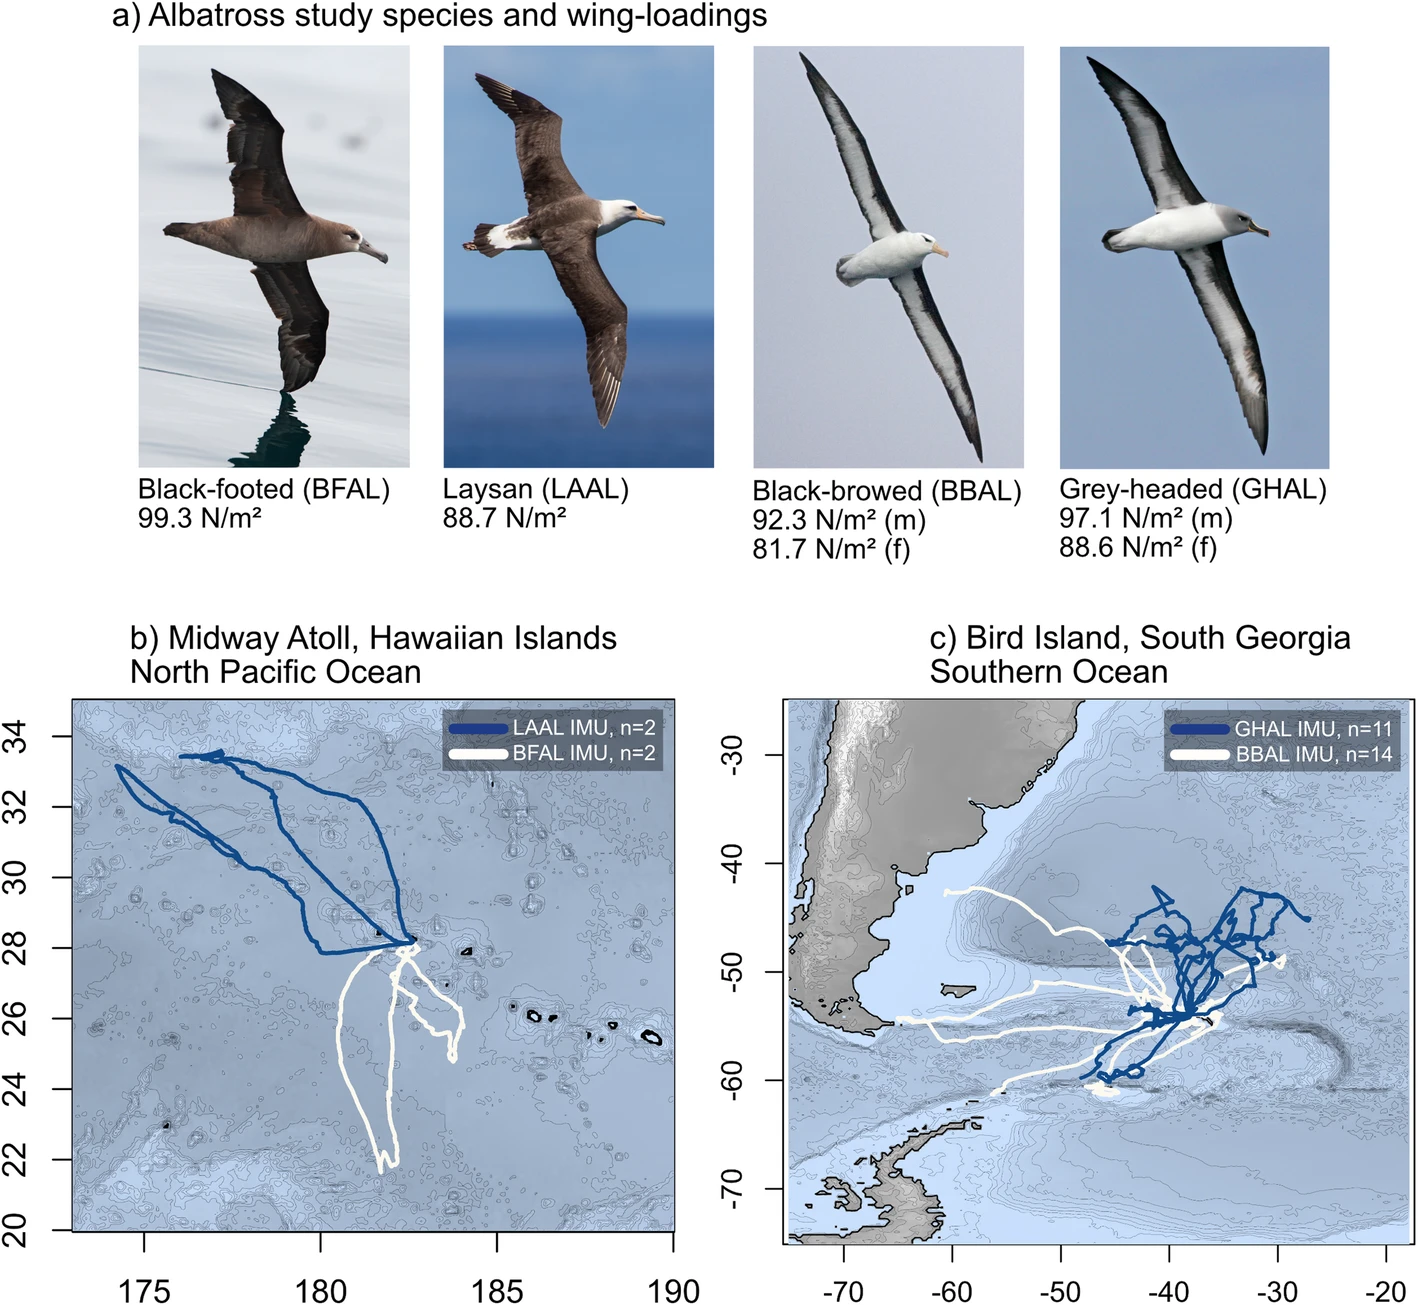 a) Albatross study species and wing-loadings
Black-footed (BFAL)
99.3 N/m²
Laysan (LAAL)
88.7 N/m²
Black-browed (BBAL)
92.3 N/m² (m)
81.7 N/m² (f)
Grey-headed (GHAL)
97.1 N/m² (m)
88.6 N/m² (f)
b) Midway Atoll, Hawaiian Islands
North Pacific Ocean
LAAL IMU, n=2
BFAL IMU, n=2
34
32
30
28
26
24
22
20
175 180 185 190
c) Bird Island, South Georgia
Southern Ocean
GHAL IMU, n=11
BBAL IMU, n=14
-30
-40
-50
-60
-70
-70 -60 -50 -40 -30 -20